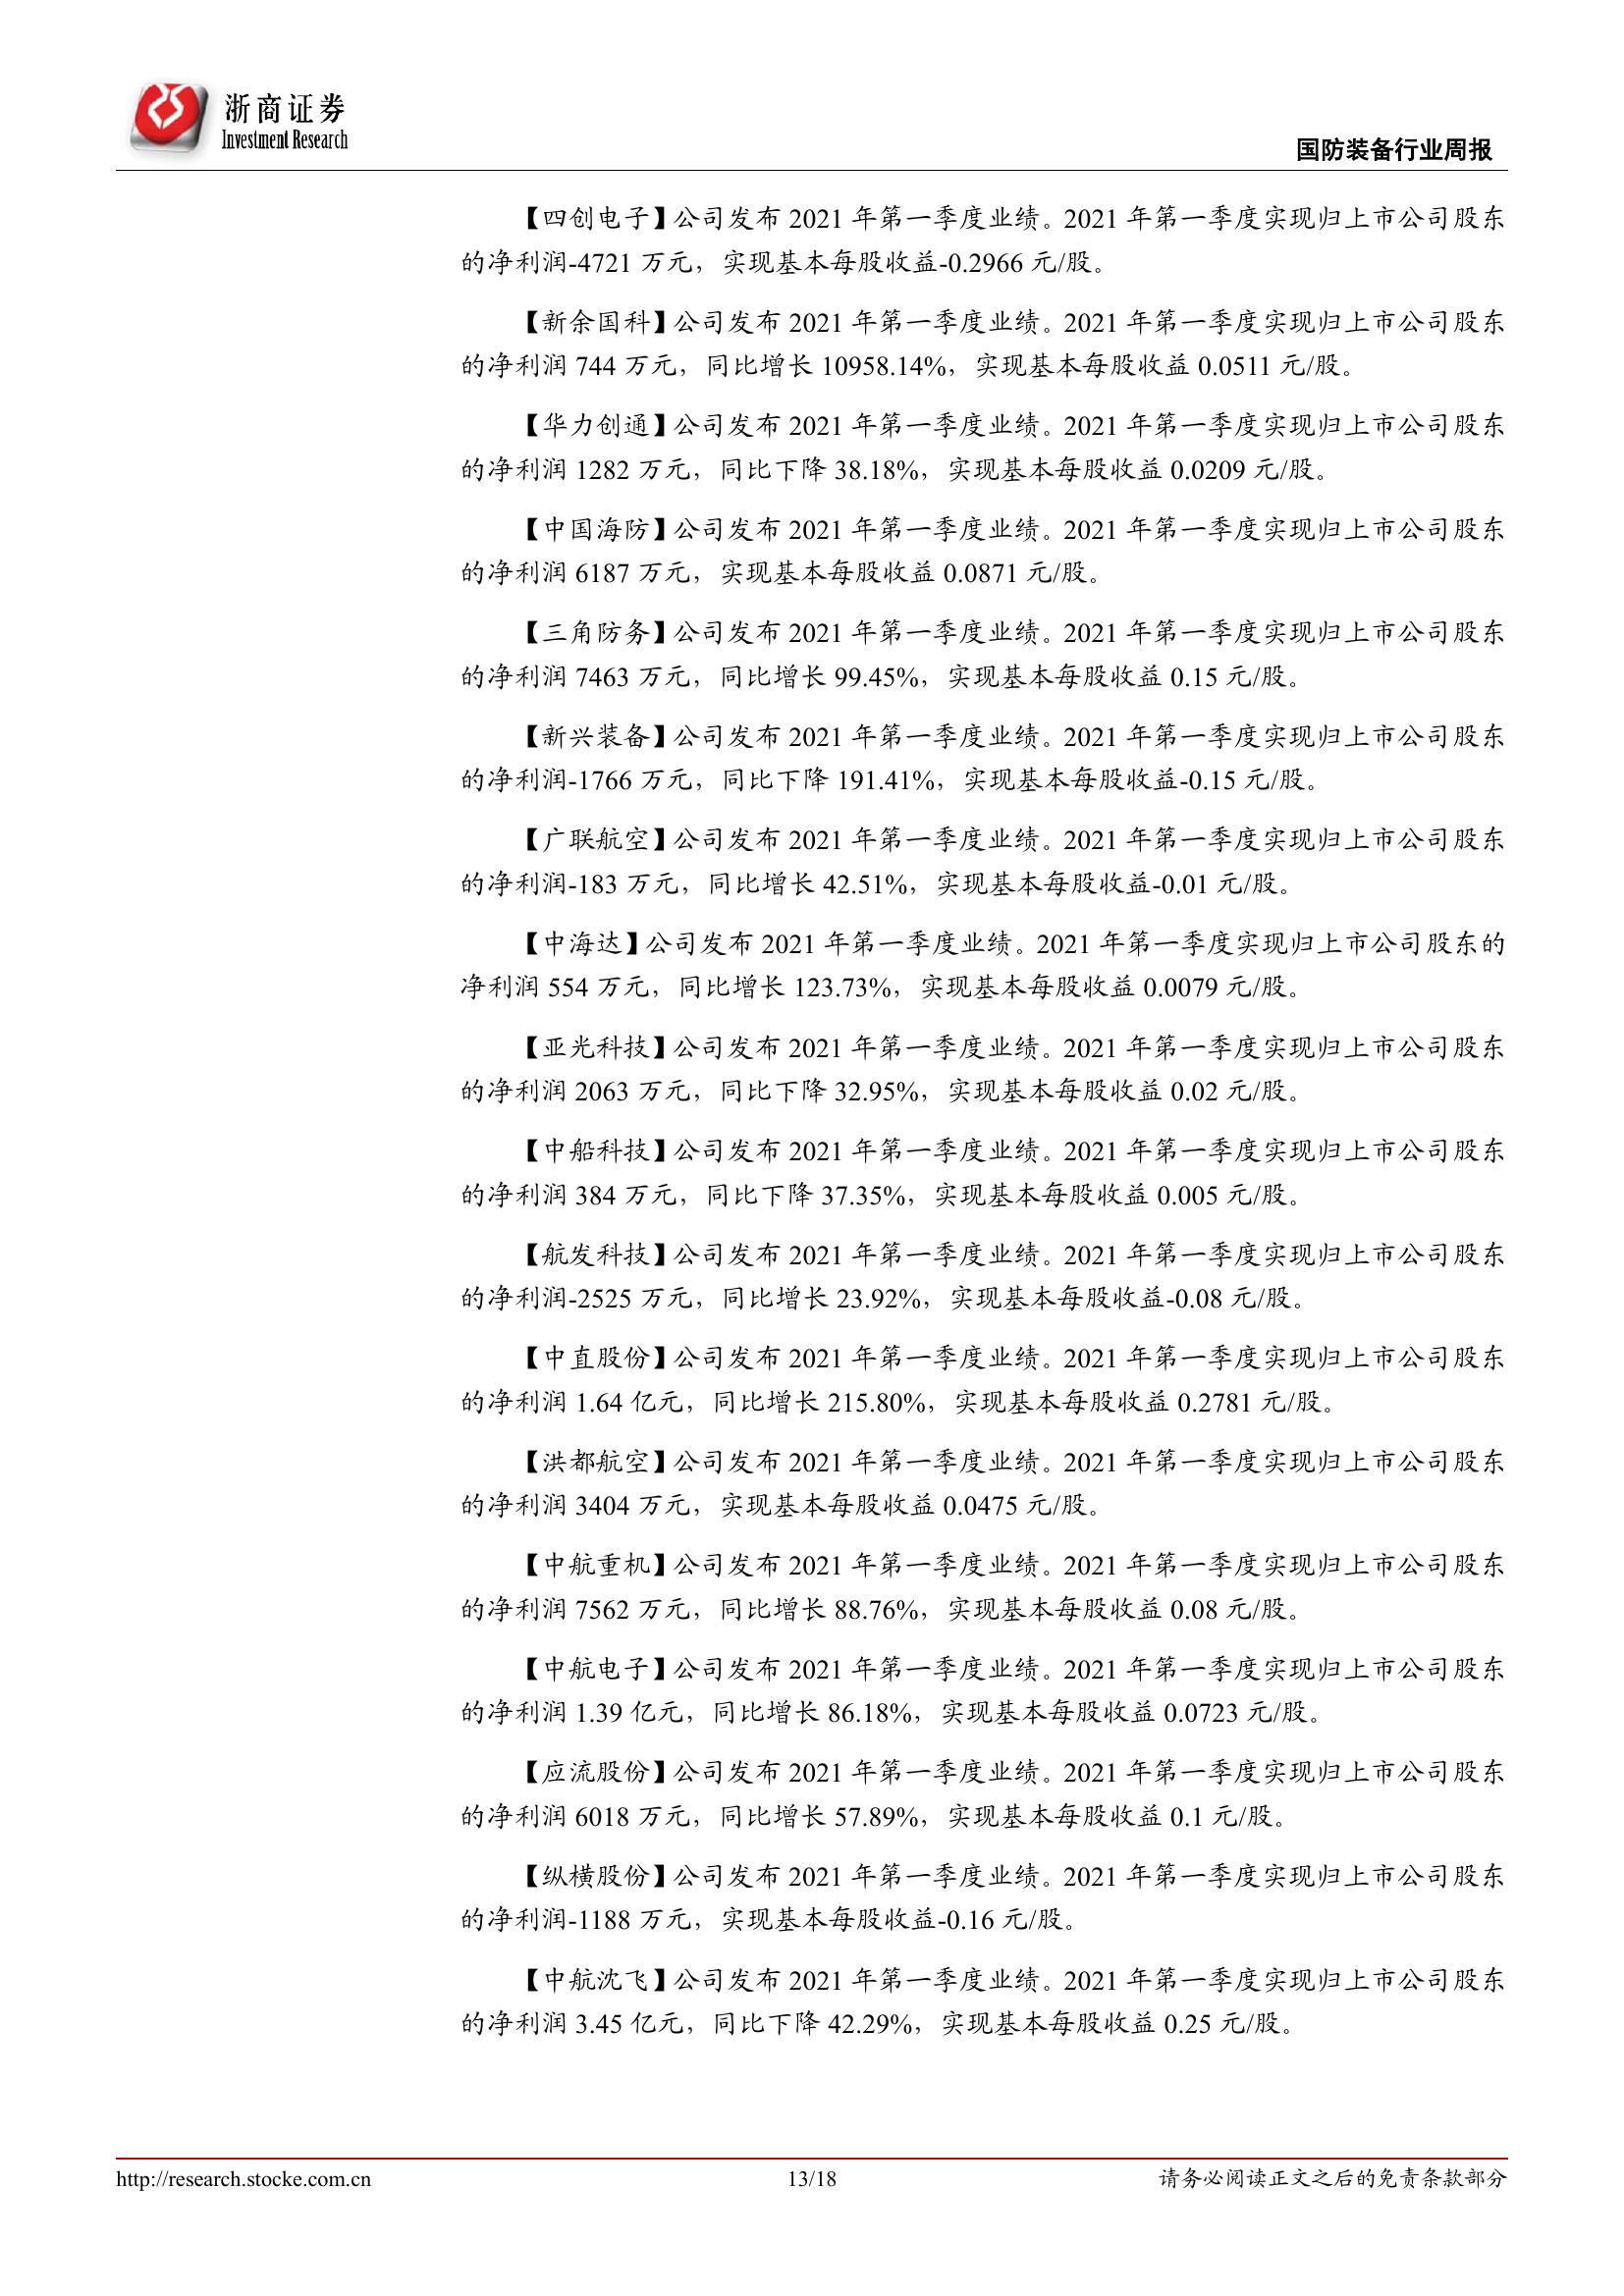 浙商证券
Investment Research
国防装备行业周报
【四创电子】公司发布 2021 年第一季度业绩。2021 年第一季度实现归上市公司股东
的净利润-4721 万元，实现基本每股收益-0.2966 元/股。
【新余国科】公司发布 2021 年第一季度业绩。2021 年第一季度实现归上市公司股东
的净利润 744 万元，同比增长 10958.14%，实现基本每股收益 0.0511 元/股。
【华力创通】公司发布 2021 年第一季度业绩。2021 年第一季度实现归上市公司股东
的净利润 1282 万元，同比下降 38.18%，实现基本每股收益 0.0209 元/股。
【中国海防】公司发布 2021 年第一季度业绩。2021 年第一季度实现归上市公司股东
的净利润 6187 万元，实现基本每股收益 0.0871 元/股。
【三角防务】公司发布 2021 年第一季度业绩。2021 年第一季度实现归上市公司股东
的净利润 7463 万元，同比增长 99.45%，实现基本每股收益 0.15 元/股。
【新兴装备】公司发布 2021 年第一季度业绩。2021 年第一季度实现归上市公司股东
的净利润-1766 万元，同比下降 191.41%，实现基本每股收益-0.15 元/股。
【广联航空】公司发布 2021 年第一季度业绩。2021 年第一季度实现归上市公司股东
的净利润-183 万元，同比增长 42.51%，实现基本每股收益-0.01 元/股。
【中海达】公司发布 2021 年第一季度业绩。2021 年第一季度实现归上市公司股东的
净利润 554 万元，同比增长 123.73%，实现基本每股收益 0.0079 元/股。
【亚光科技】公司发布 2021 年第一季度业绩。2021 年第一季度实现归上市公司股东
的净利润 2063 万元，同比下降 32.95%，实现基本每股收益 0.02 元/股。
【中船科技】公司发布 2021 年第一季度业绩。2021 年第一季度实现归上市公司股东
的净利润 384 万元，同比下降 37.35%，实现基本每股收益 0.005 元/股。
【航发科技】公司发布 2021 年第一季度业绩。2021 年第一季度实现归上市公司股东
的净利润-2525 万元，同比增长 23.92%，实现基本每股收益-0.08 元/股。
【中直股份】公司发布 2021 年第一季度业绩。2021 年第一季度实现归上市公司股东
的净利润 1.64 亿元，同比增长 215.80%，实现基本每股收益 0.2781 元/股。
【洪都航空】公司发布 2021 年第一季度业绩。2021 年第一季度实现归上市公司股东
的净利润 3404 万元，实现基本每股收益 0.0475 元/股。
【中航重机】公司发布 2021 年第一季度业绩。2021 年第一季度实现归上市公司股东
的净利润 7562 万元，同比增长 88.76%，实现基本每股收益 0.08 元/股。
【中航电子】公司发布 2021 年第一季度业绩。2021 年第一季度实现归上市公司股东
的净利润 1.39 亿元，同比增长 86.18%，实现基本每股收益 0.0723 元/股。
【应流股份】公司发布 2021 年第一季度业绩。2021 年第一季度实现归上市公司股东
的净利润 6018 万元，同比增长 57.89%，实现基本每股收益 0.1 元/股。
【纵横股份】公司发布 2021 年第一季度业绩。2021 年第一季度实现归上市公司股东
的净利润-1188 万元，实现基本每股收益-0.16 元/股。
【中航沈飞】公司发布 2021 年第一季度业绩。2021 年第一季度实现归上市公司股东
的净利润 3.45 亿元，同比下降 42.29%，实现基本每股收益 0.25 元/股。
http://research.stocke.com.cn
13/18
请务必阅读正文之后的免责条款部分